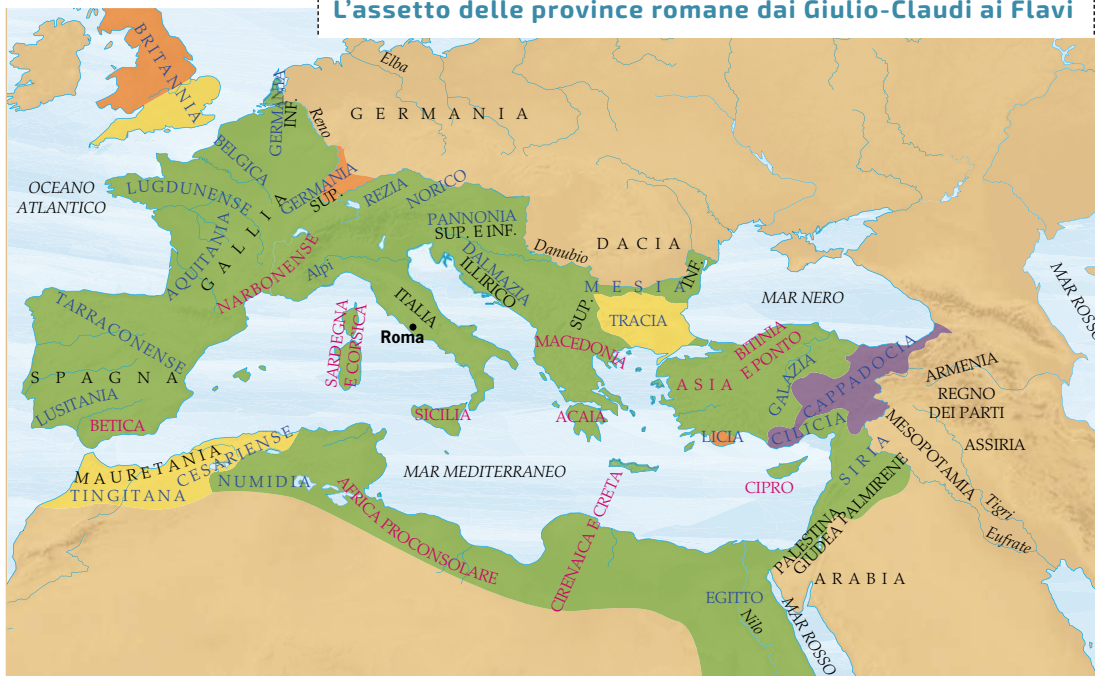 L'assetto delle province romane dai Giulio-Claudi ai Flavi
BRITANNIA
Elba
GERMANIA
GERMANIA
INF.
Reno
BELGICA
OCEANO
ATLANTICO
LUGDUNENSE
GERMANIA
SUP.
REZIA
NORICO
PANNONIA
SUP. E INF.
AQUITANIA
GALLIA
NARBONENSE
Alpi
DALMAZIA
ILLIRICO
Danubio
DACIA
MESIA
INF.
SUP.
TRACIA
MAR NERO
MAR ROSSO
TARRACONENSE
SPAGNA
LUSITANIA
BETICA
SARDEGNA
E CORSICA
ITALIA
Roma
MACEDONIA
BITINIA
E PONTO
ASIA
GALAZIA
CAPPADOCIA
ARMENIA
REGNO
DEI PARTI
SICILIA
ACAIA
LICIA
CILICIA
MESOPOTAMIA
ASSIRIA
MAURETANIA
CESARIENSE
TINGITANA
NUMIDIA
MAR MEDITERRANEO
CIPRO
SIRIA
PALMIRENE
Tigri
Eufrate
AFRICA PROCONSOLARE
CIRENAICA E CRETA
PALESTINA
GIUDEA
ARABIA
EGITTO
Nilo
MAR ROSSO